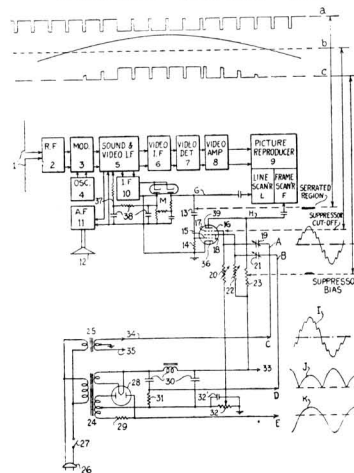 a
b
c
R.F. 2
MOD. 3
SOUND & VIDEO I.F. 5
VIDEO I.F. 6
VIDEO DET. 7
VIDEO AMP. 8
PICTURE REPRODUCER 9
1
OSC. 4
I F 10
M
G
LINE SCAN'R L
FRAME SCAN'R F
SERRATED REGION
A.F. 11
37
38
13
39
H
SUPPRESSOR CUT-OFF
12
15
17
16
14
18
19
A
36
21
B
20
22
23
SUPPRESSOR BIAS
25
34
35
C
I
33
28
30
J
24
31
32
32
D
29
E
K
27
26